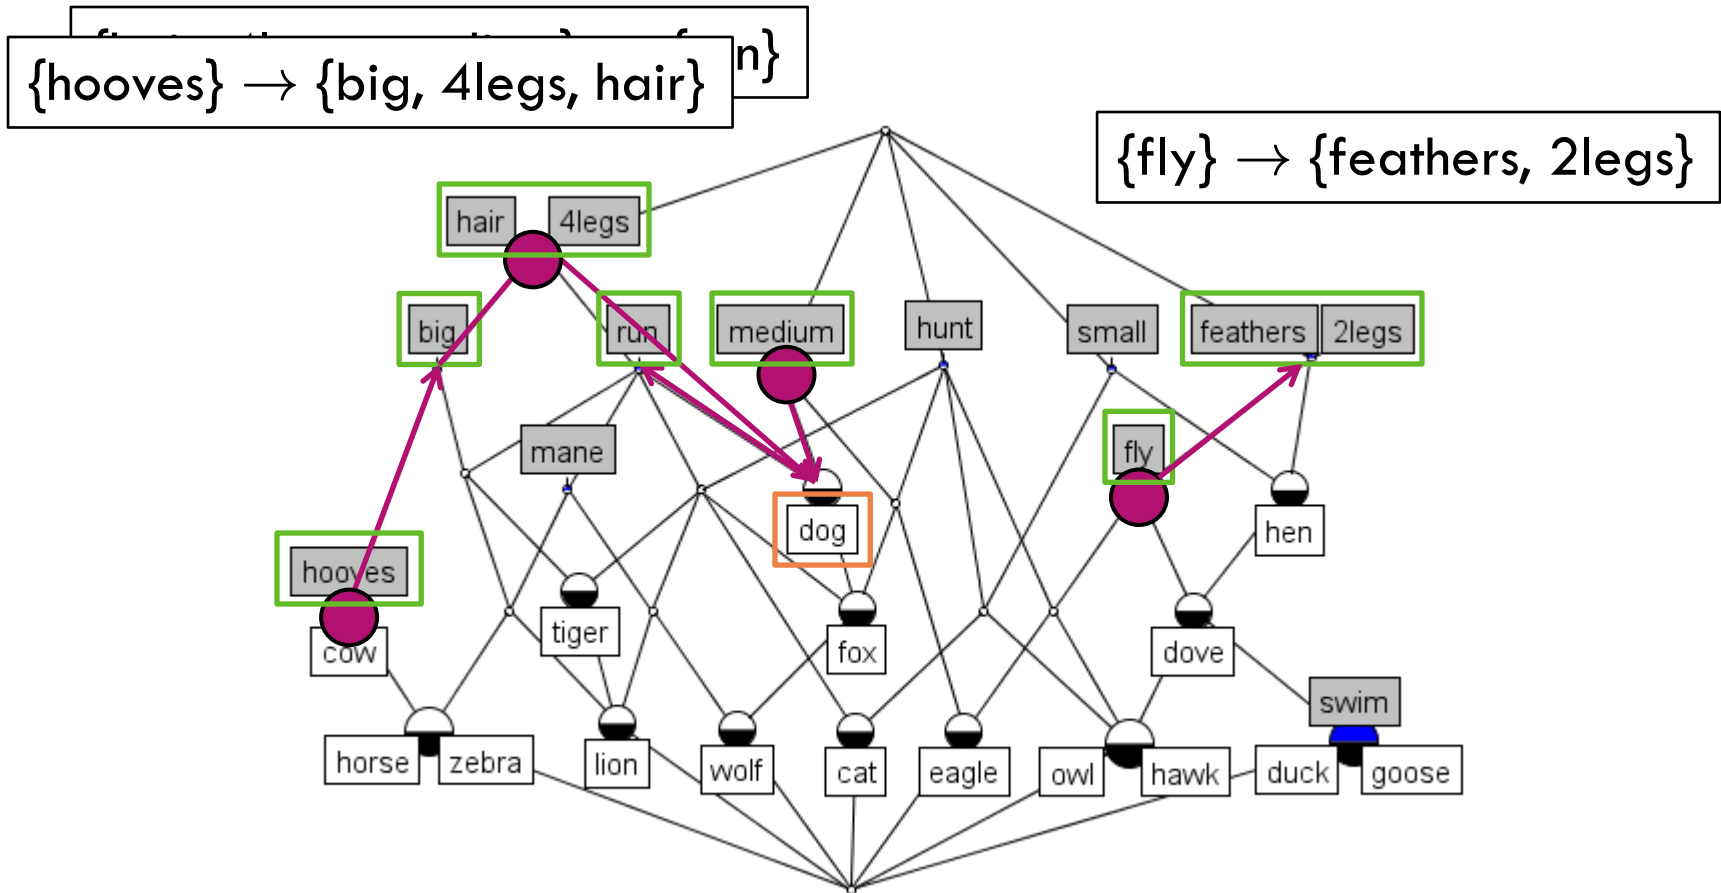 n}
{hooves} → {big, 4legs, hair}
{fly} → {feathers, 2legs}
hair 4legs
big run medium hunt small feathers 2legs
mane fly
dog hen
hooves
tiger
cow fox dove
swim
horse zebra lion wolf cat eagle owl hawk duck goose